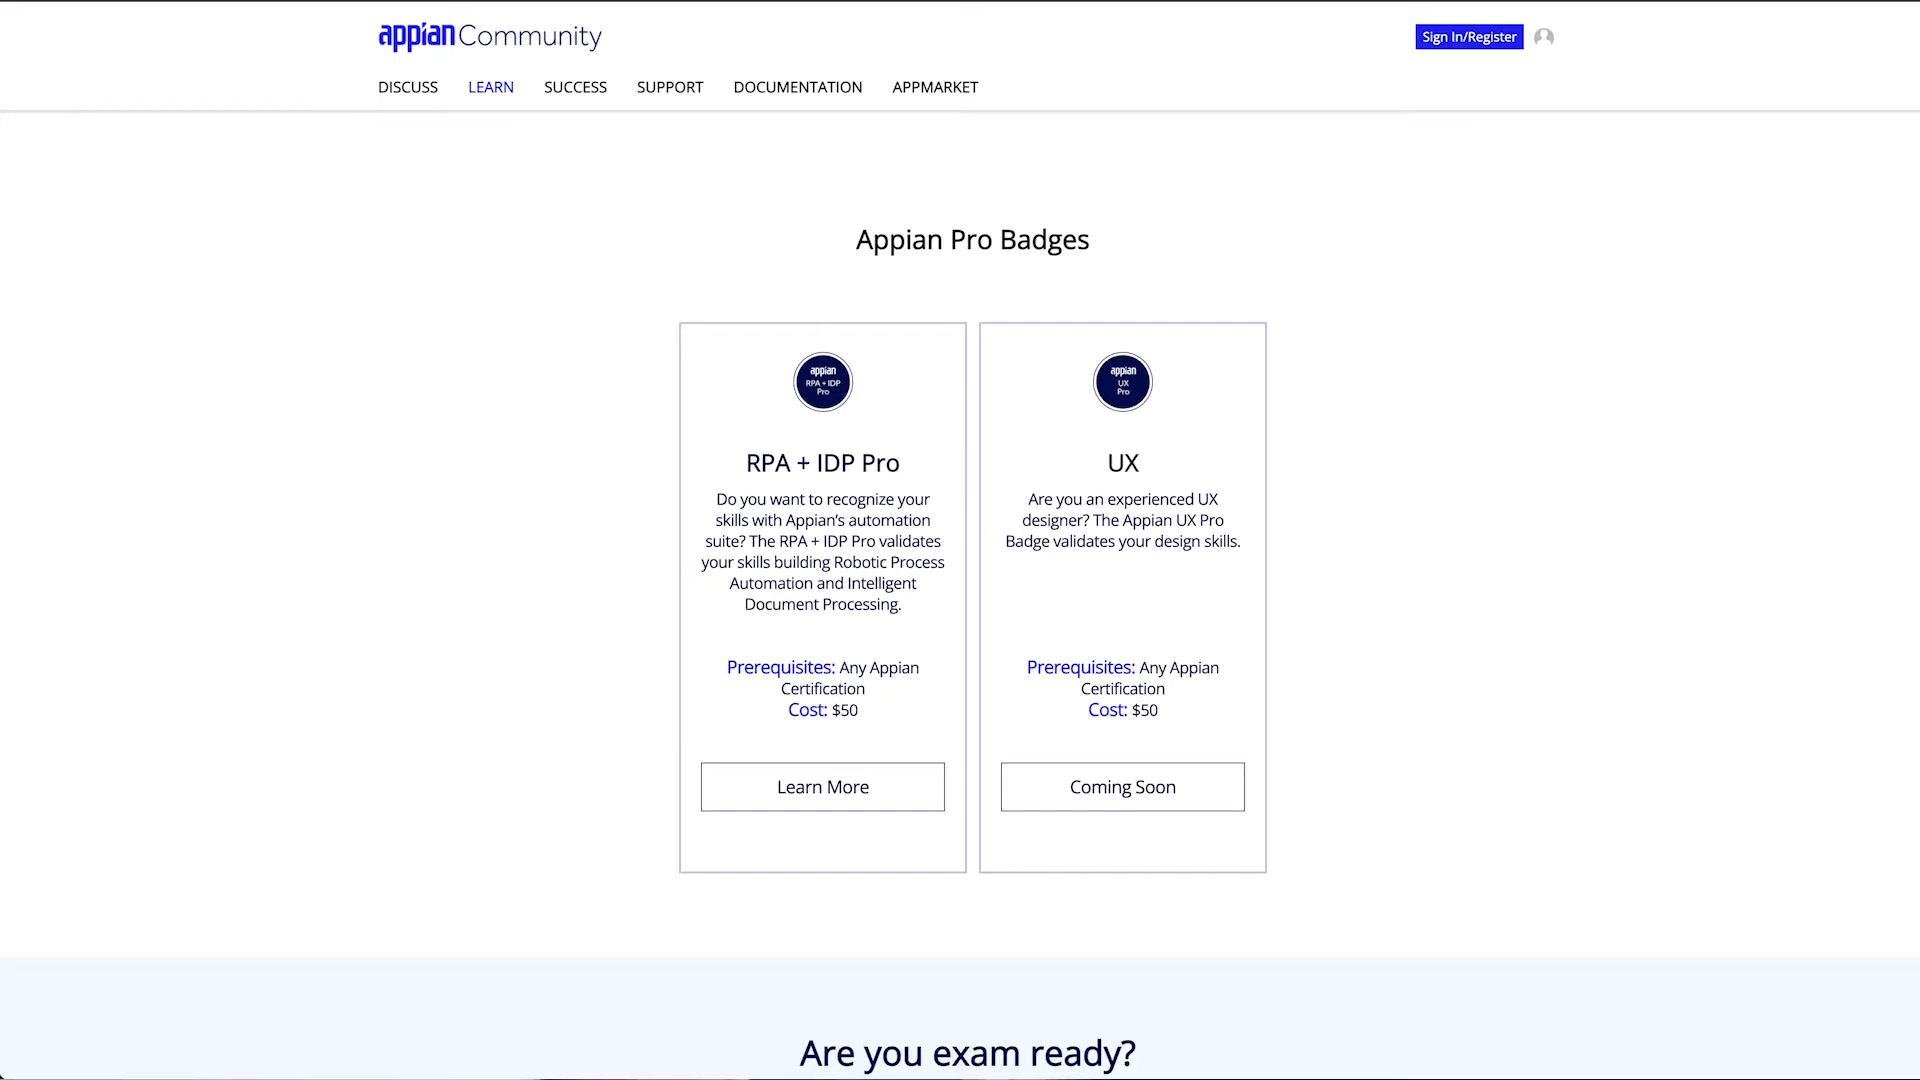 appian Community
Sign In/Register
DISCUSS LEARN SUCCESS SUPPORT DOCUMENTATION APPMARKET
Appian Pro Badges
appian
RPA + IDP
Pro
RPA + IDP Pro
Do you want to recognize your
skills with Appian's automation
suite? The RPA + IDP Pro validates
your skills building Robotic Process
Automation and Intelligent
Document Processing.
Prerequisites: Any Appian
Certification
Cost: $50
Learn More
appian
UX
Pro
UX
Are you an experienced UX
designer? The Appian UX Pro
Badge validates your design skills.
Prerequisites: Any Appian
Certification
Cost: $50
Coming Soon
Are you exam ready?